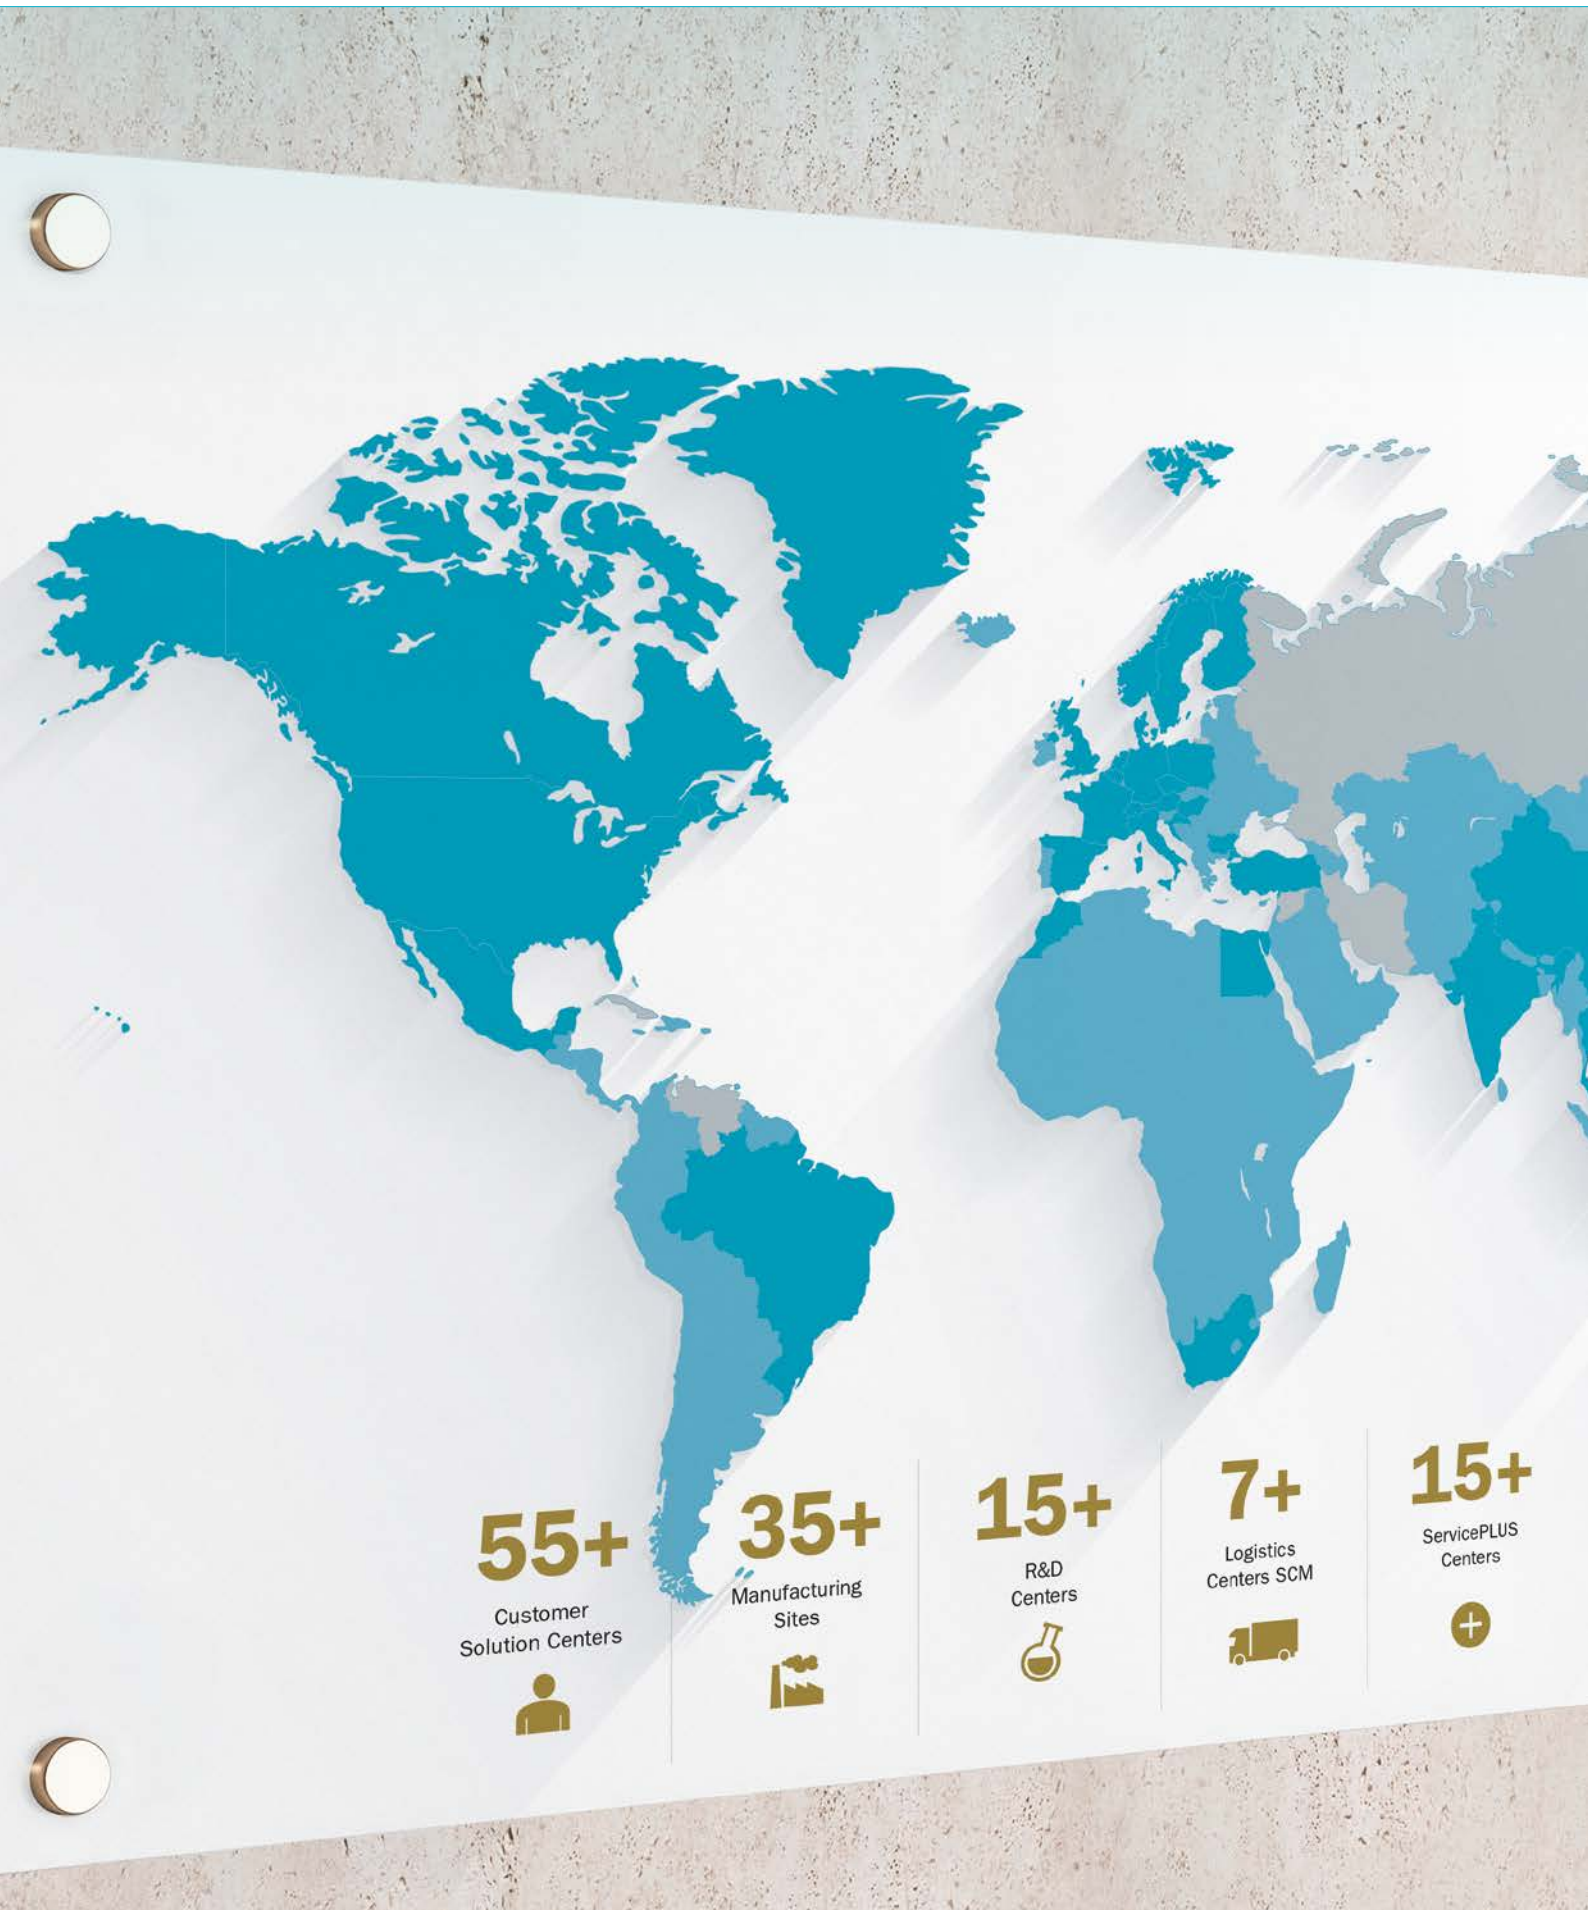 55+
Customer
Solution Centers
35+
Manufacturing
Sites
15+
R&D
Centers
7+
Logistics
Centers SCM
15+
ServicePLUS
Centers